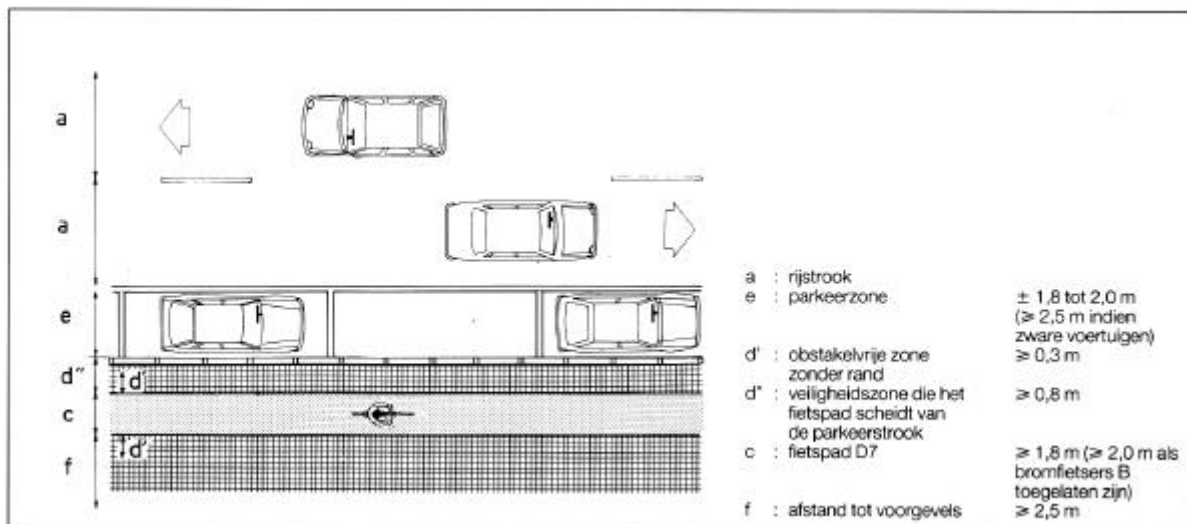 a
a
e
d"
d'
c
d'
f
a : rijstrook
e : parkeerzone ± 1,8 tot 2,0 m
(⩾ 2,5 m indien
zware voertuigen)
d' : obstakelvrije zone ⩾ 0,3 m
zonder rand
d" : veiligheidszone die het ⩾ 0,8 m
fietspad scheidt van
de parkeerstrook
c : fietspad D7 ⩾ 1,8 m (⩾ 2,0 m als
bromfietsers B
toegelaten zijn)
f : afstand tot voorgevels ⩾ 2,5 m